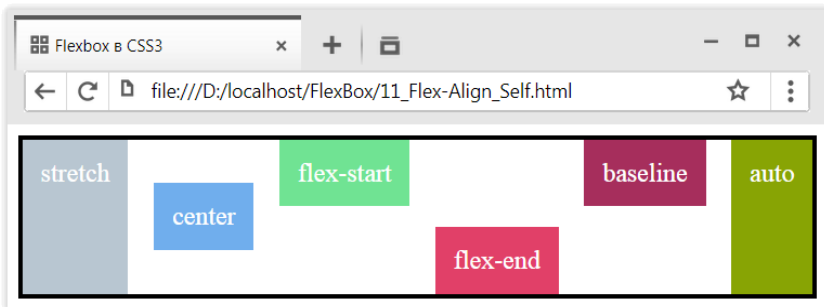 Flexbox в CSS3
file:///D:/localhost/FlexBox/11_Flex-Align_Self.html
stretch
center
flex-start
flex-end
baseline
auto